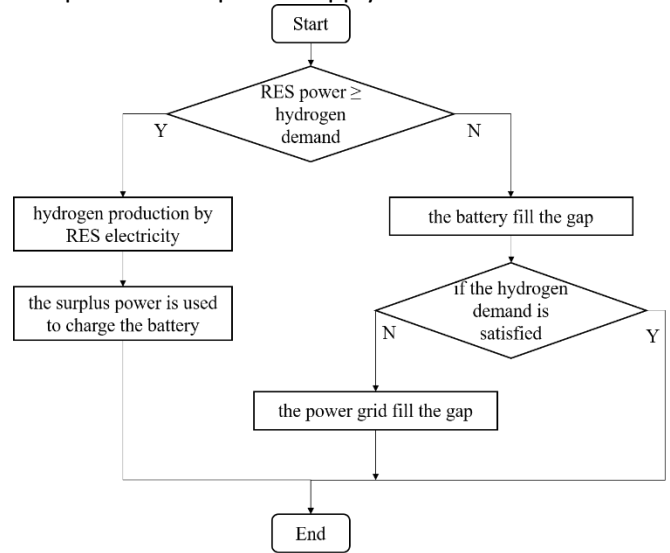 Start
RES power ≥
hydrogen
demand
Y
N
hydrogen production by
RES electricity
the battery fill the gap
the surplus power is used
to charge the battery
if the hydrogen
demand is
satisfied
N
Y
the power grid fill the gap
End